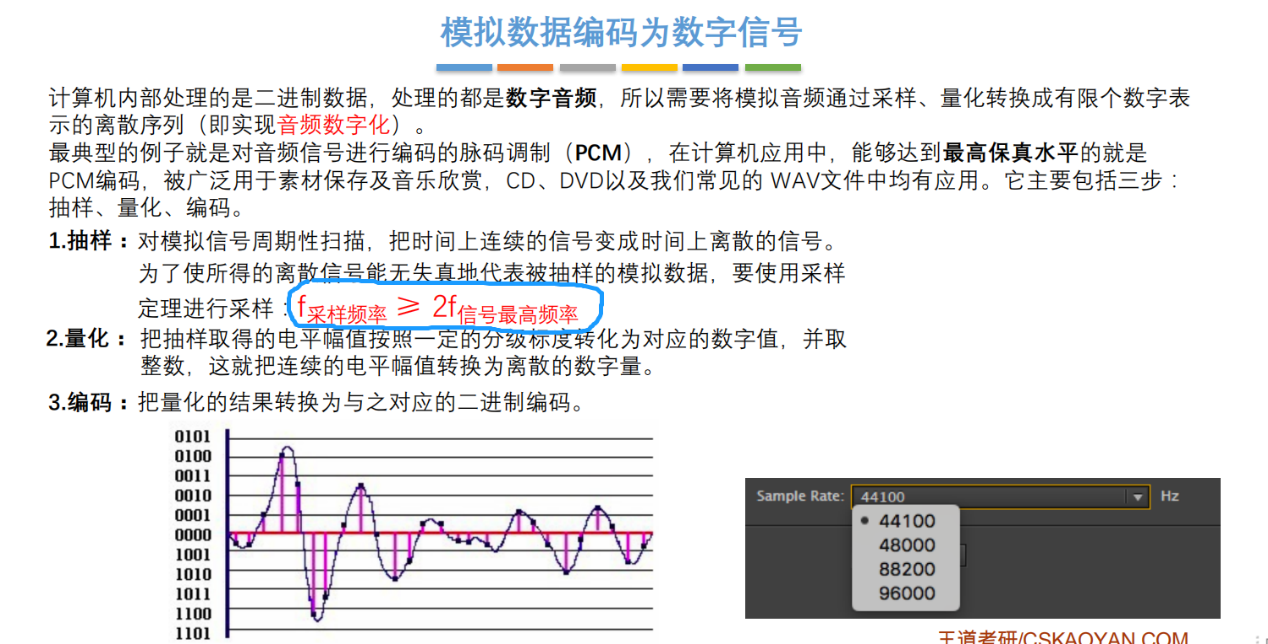 模拟数据编码为数字信号
计算机内部处理的是二进制数据，处理的都是数字音频，所以需要将模拟音频通过采样、量化转换成有限个数字表
示的离散序列（即实现音频数字化）。
最典型的例子就是对音频信号进行编码的脉码调制（PCM），在计算机应用中，能够达到最高保真水平的就是
PCM编码，被广泛用于素材保存及音乐欣赏，CD、DVD以及我们常见的 WAV文件中均有应用。它主要包括三步：
抽样、量化、编码。
1.抽样：对模拟信号周期性扫描，把时间上连续的信号变成时间上离散的信号。
为了使所得的离散信号能无失真地代表被抽样的模拟数据，要使用采样
定理进行采样：f采样频率 ≥ 2f信号最高频率
2.量化：把抽样取得的电平幅值按照一定的分级标度转化为对应的数字值，并取
整数，这就把连续的电平幅值转换为离散的数字量。
3.编码：把量化的结果转换为与之对应的二进制编码。
0101
0100
0011
0010
0001
0000
1001
1010
1011
1100
1101
Sample Rate: 44100 Hz
44100
48000
88200
96000
王道考研/CSKAOYAN.COM